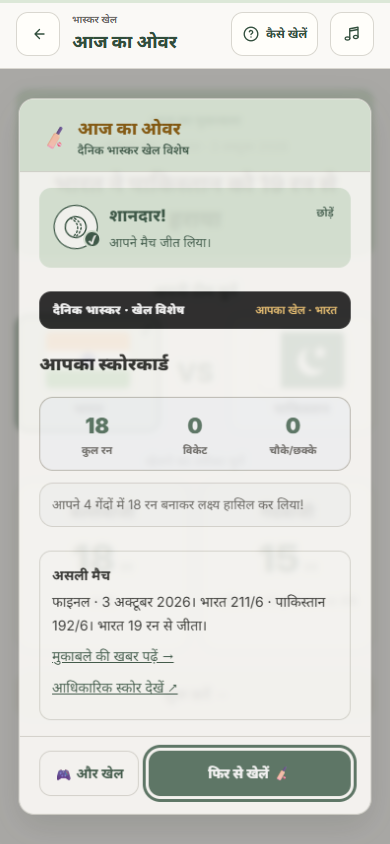 भास्कर खेल
आज का ओवर
कैसे खेलें
आज का ओवर
दैनिक भास्कर खेल विशेष
शानदार!
छोड़ें
आपने मैच जीत लिया।
दैनिक भास्कर · खेल विशेष
आपका खेल · भारत
आपका स्कोरकार्ड
18
0
0
कुल रन
विकेट
चौके/छक्के
आपने 4 गेंदों में 18 रन बनाकर लक्ष्य हासिल कर लिया!
असली मैच
फाइनल · 3 अक्टूबर 2026। भारत 211/6 · पाकिस्तान
192/6। भारत 19 रन से जीता।
मुकाबले की खबर पढ़ें →
आधिकारिक स्कोर देखें ↗
और खेल
फिर से खेलें